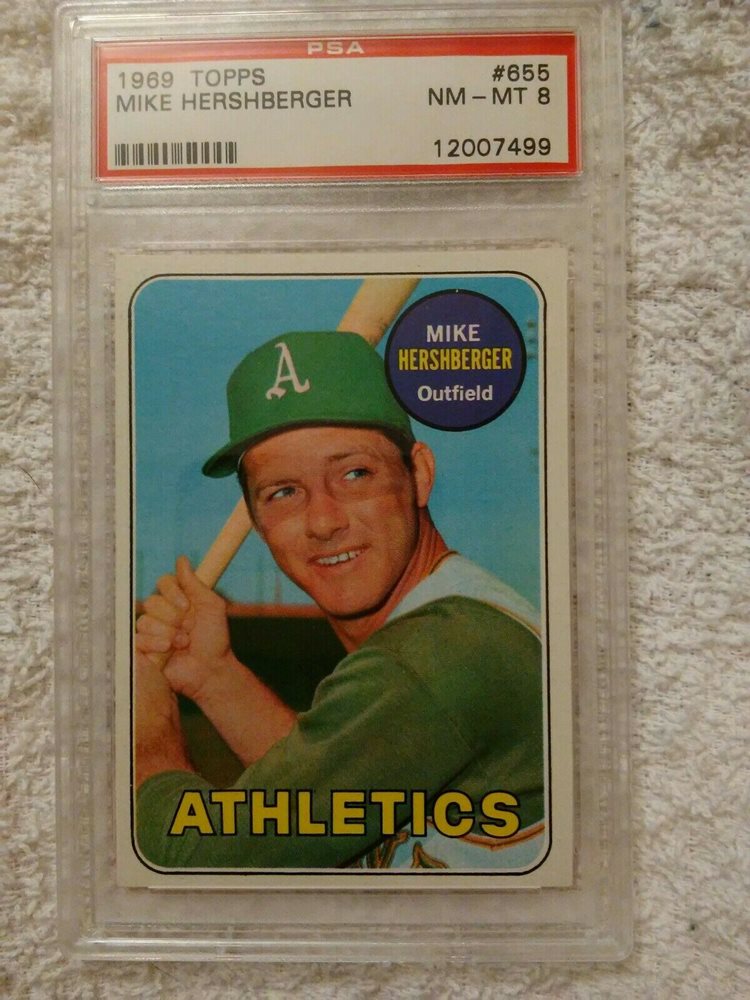 PSA
1969 TOPPS #655
MIKE HERSHBERGER NM-MT 8
12007499
A
MIKE
HERSHBERGER
Outfield
ATHLETICS